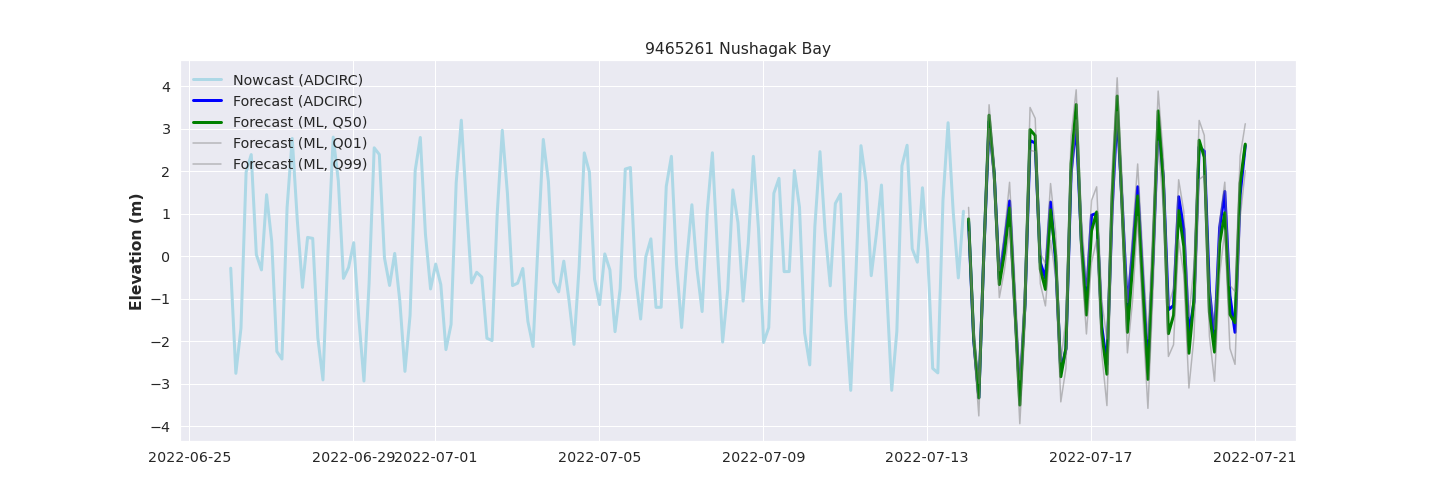 9465261 Nushagak Bay
Nowcast (ADCIRC)
Forecast (ADCIRC)
Forecast (ML, Q50)
Forecast (ML, Q01)
Forecast (ML, Q99)
Elevation (m)
4
3
2
1
0
−1
−2
−3
−4
2022-06-25 2022-06-29 2022-07-01 2022-07-05 2022-07-09 2022-07-13 2022-07-17 2022-07-21